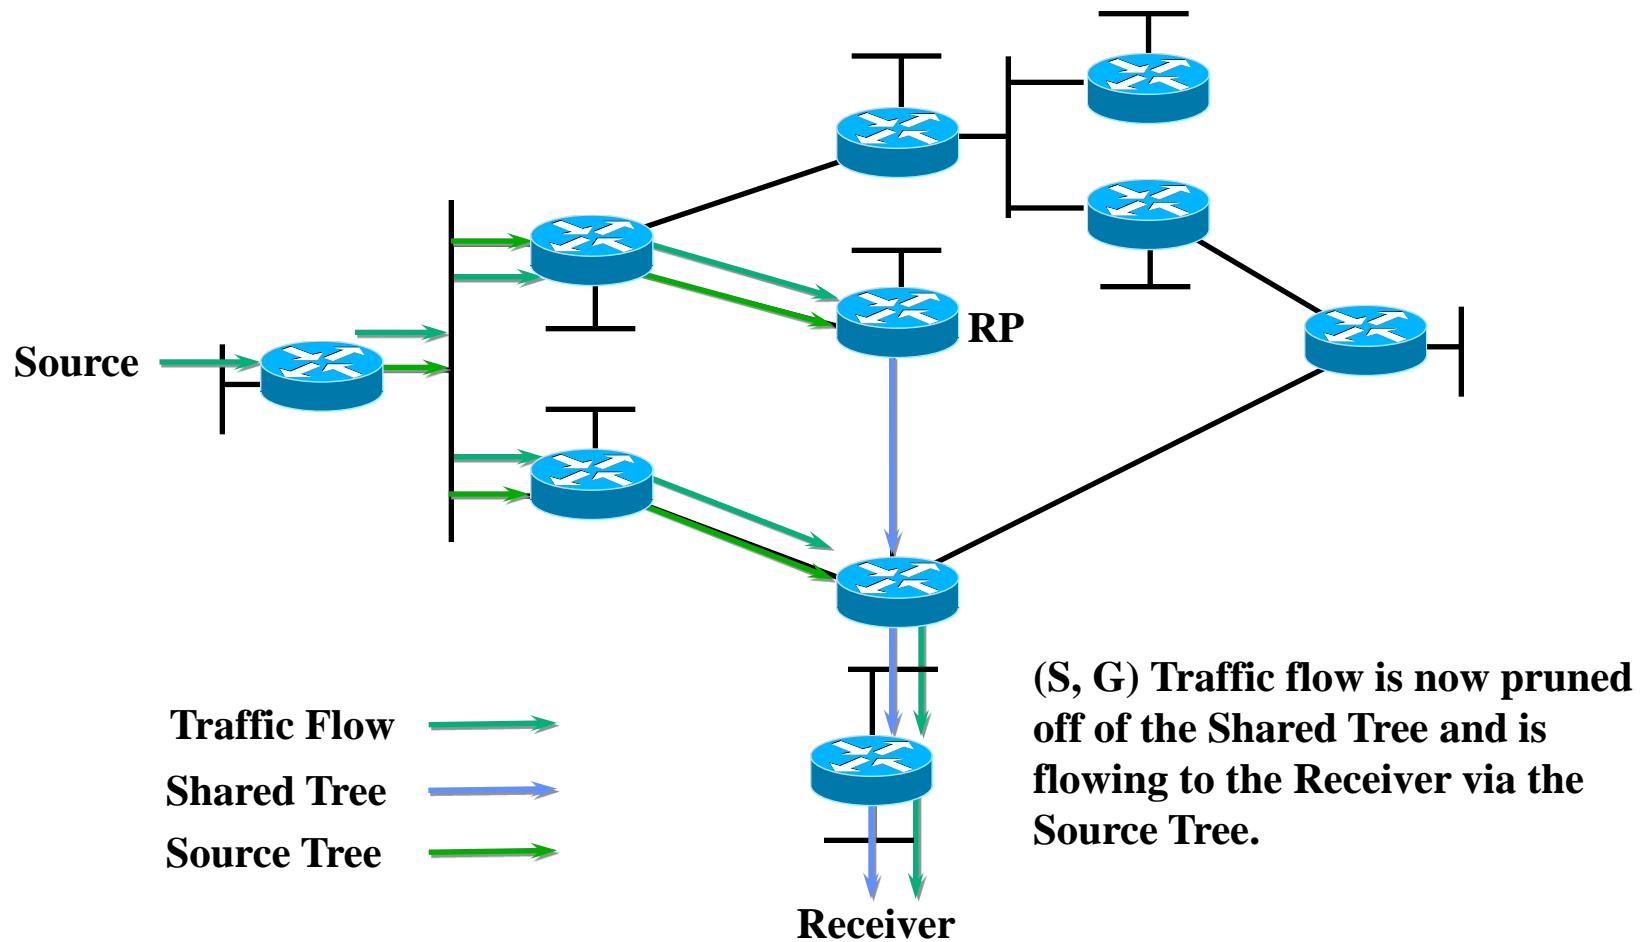 Source
RP
Traffic Flow
Shared Tree
Source Tree
(S, G) Traffic flow is now pruned
off of the Shared Tree and is
flowing to the Receiver via the
Source Tree.
Receiver